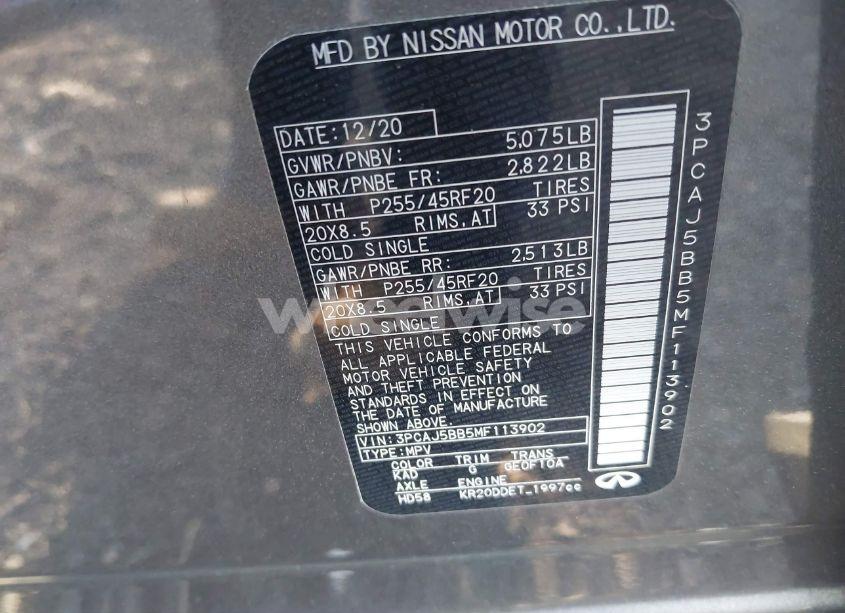 MFD BY NISSAN MOTOR CO.,LTD.
DATE:12/20
GVWR/PNBV: 5,075LB
GAWR/PNBE FR: 2,822LB
WITH P255/45RF20 TIRES
20X8.5 RIMS,AT 33 PSI
COLD SINGLE
GAWR/PNBE RR: 2,513LB
WITH P255/45RF20 TIRES
20X8.5 RIMS,AT 33 PSI
COLD SINGLE
THIS VEHICLE CONFORMS TO
ALL APPLICABLE FEDERAL
MOTOR VEHICLE SAFETY
AND THEFT PREVENTION
STANDARDS IN EFFECT ON
THE DATE OF MANUFACTURE
SHOWN ABOVE.
VIN:3PCAJ5BB5MF113902
TYPE:MPV
COLOR TRIM TRANS
KAD G GE0FT0A
AXLE ENGINE
HD58 KR20DDET_1997cc
3PCAJ5BB5MF113902